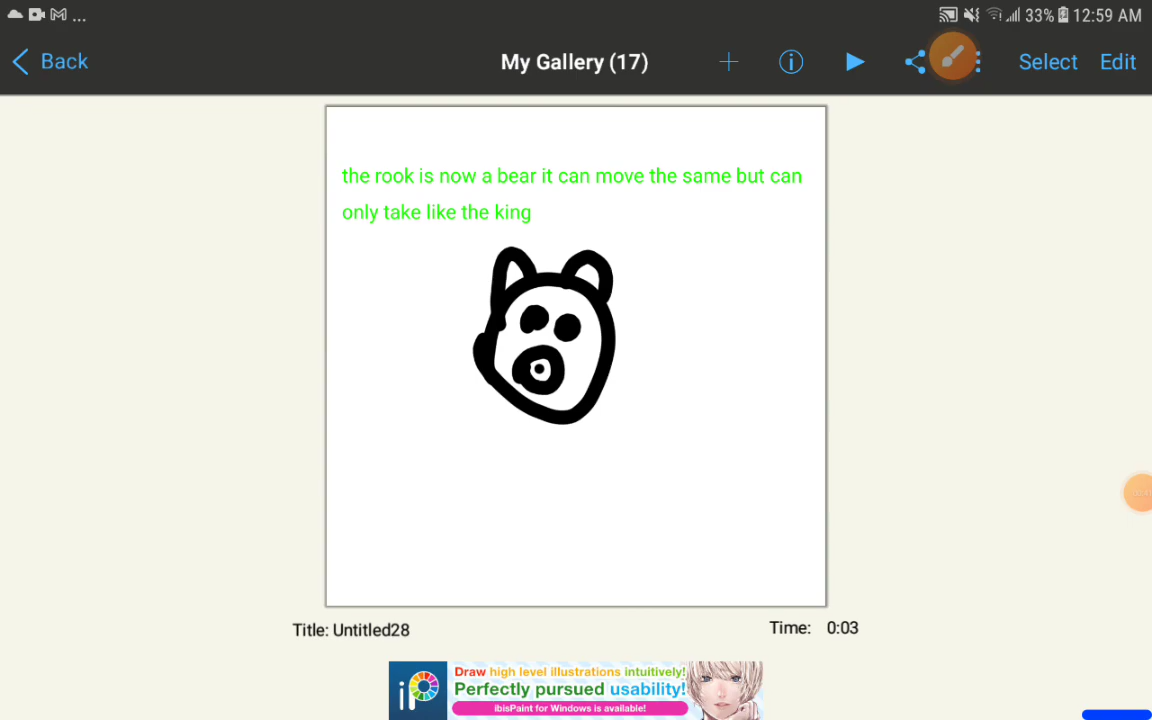 ... 33% 12:59 AM
Back My Gallery (17) Select Edit
the rook is now a bear it can move the same but can
only take like the king
Title: Untitled28 Time: 0:03
Draw high level illustrations intuitively!
Perfectly pursued usability!
ibisPaint for Windows is available!